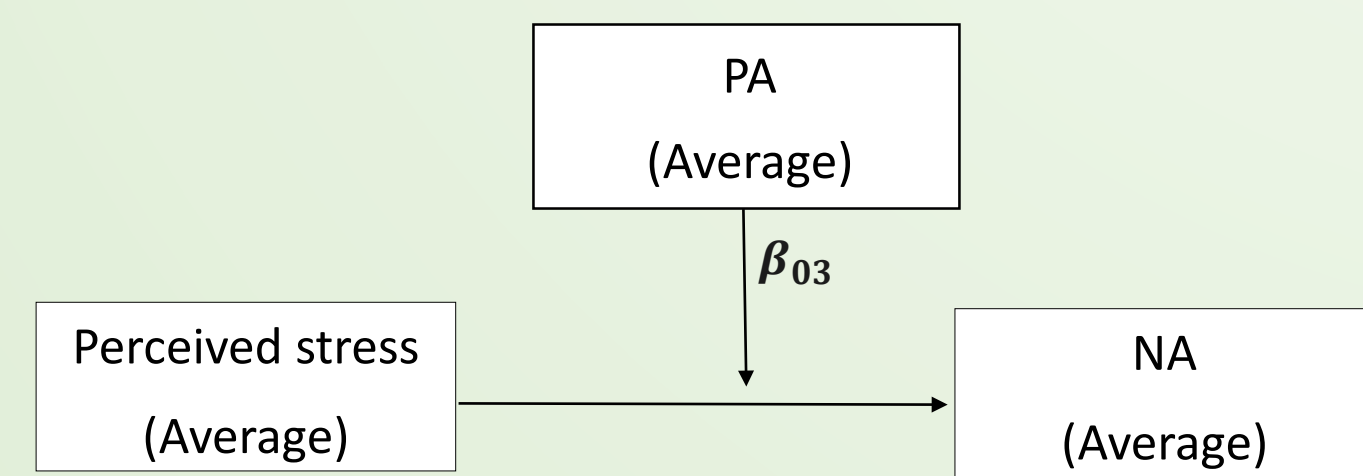 PA
(Average)
β03
Perceived stress
(Average)
NA
(Average)